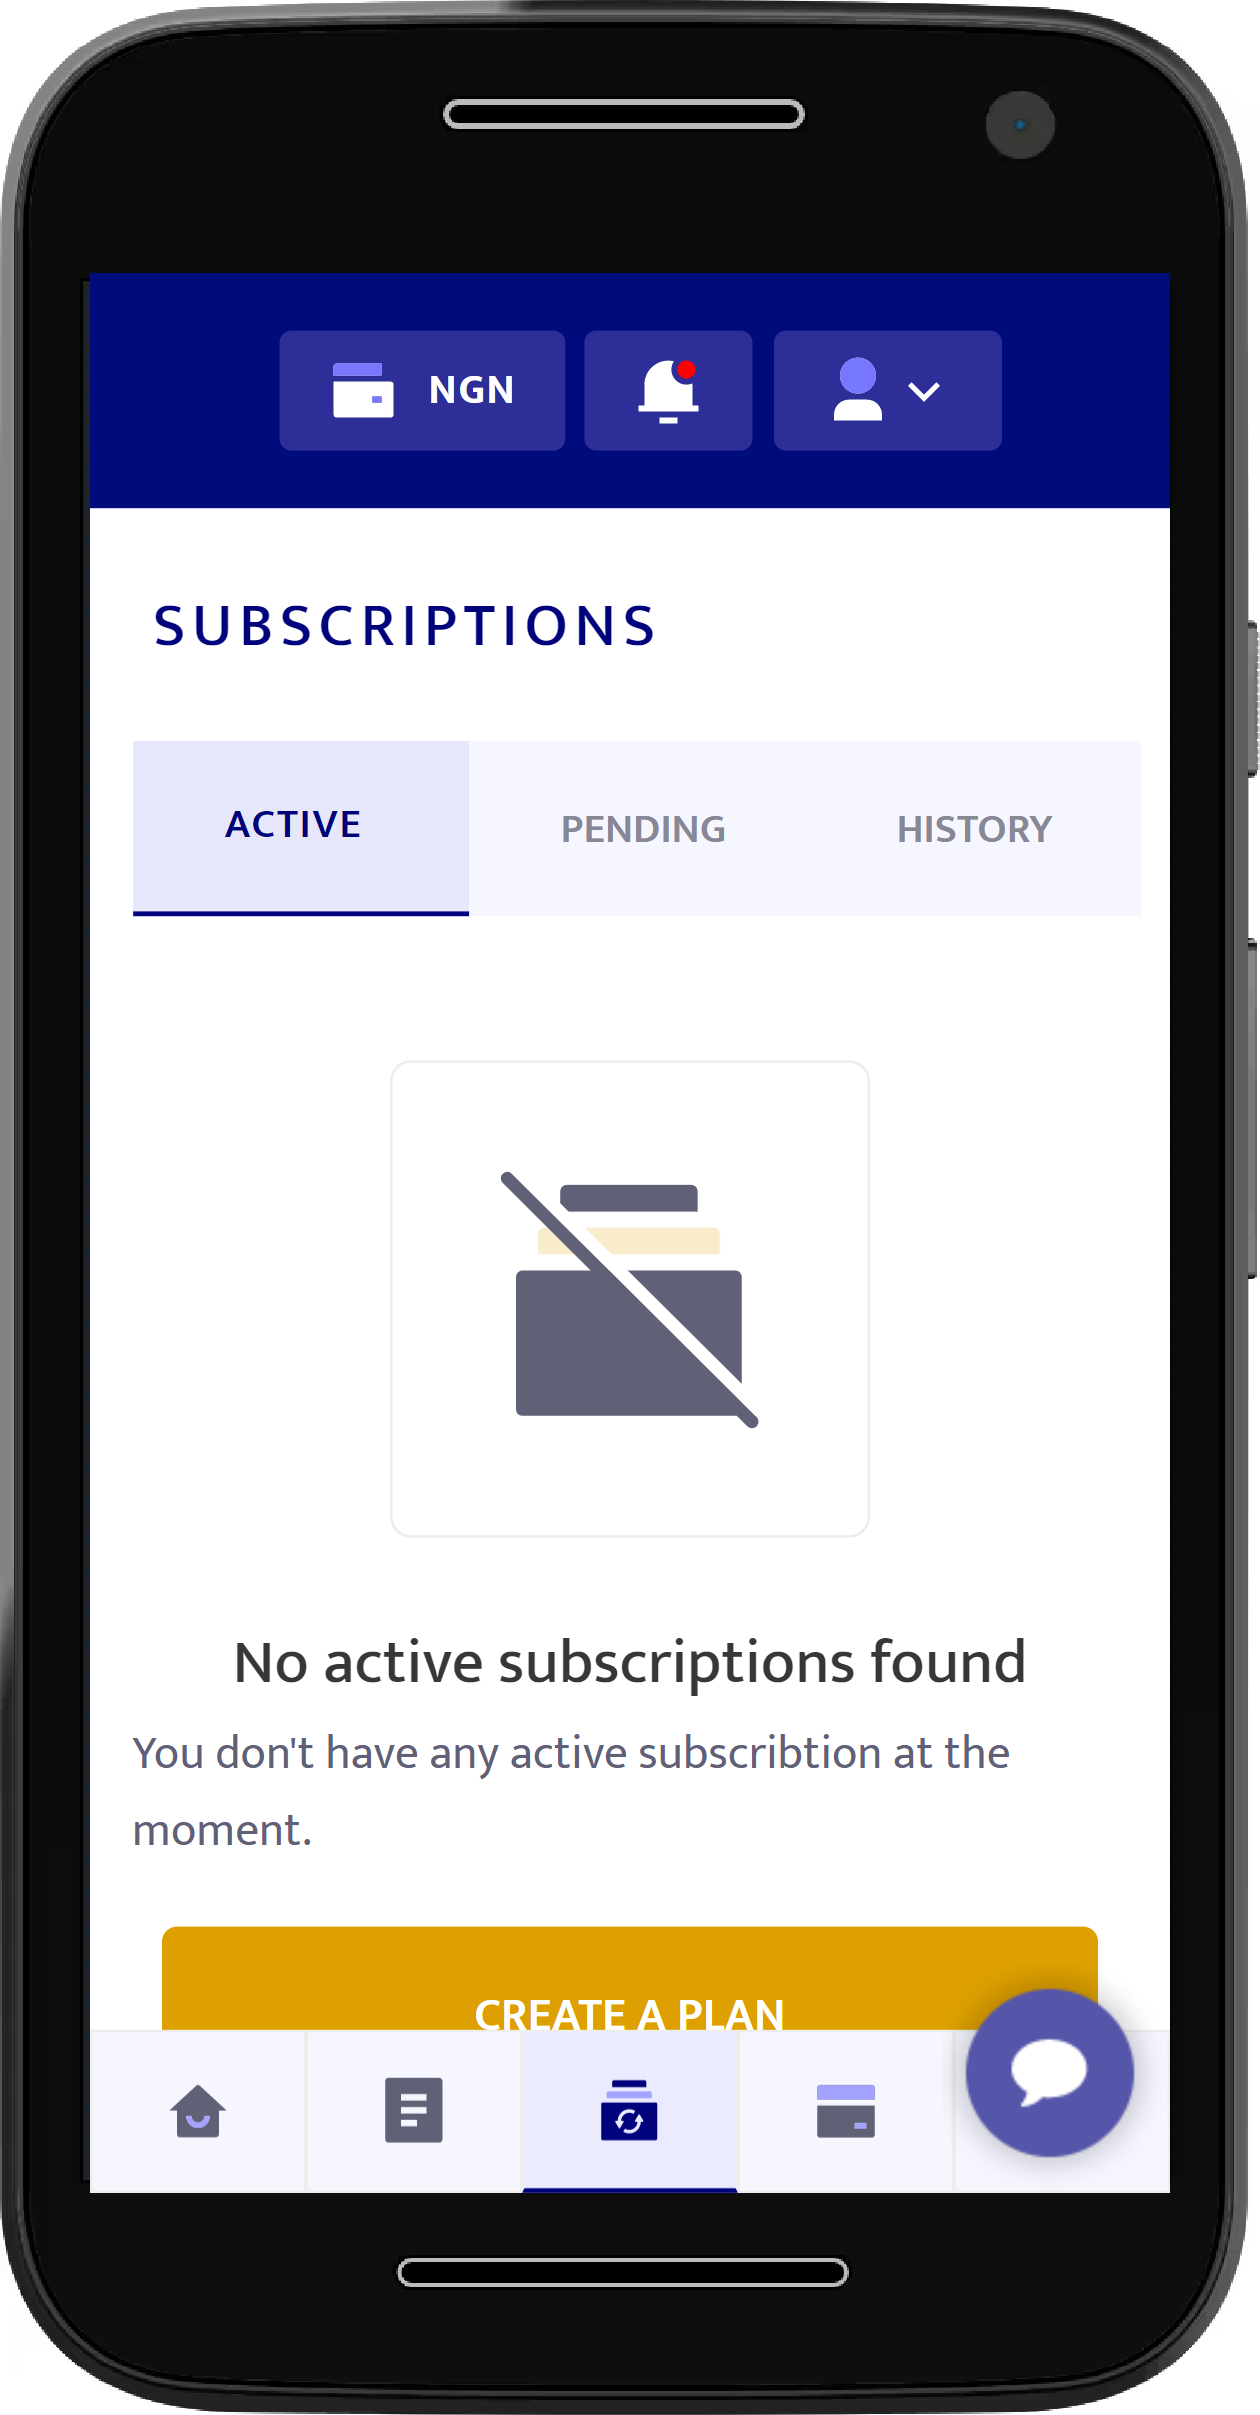 NGN
SUBSCRIPTIONS
ACTIVE PENDING HISTORY
No active subscriptions found
You don't have any active subscribtion at the
moment.
CREATE A PLAN